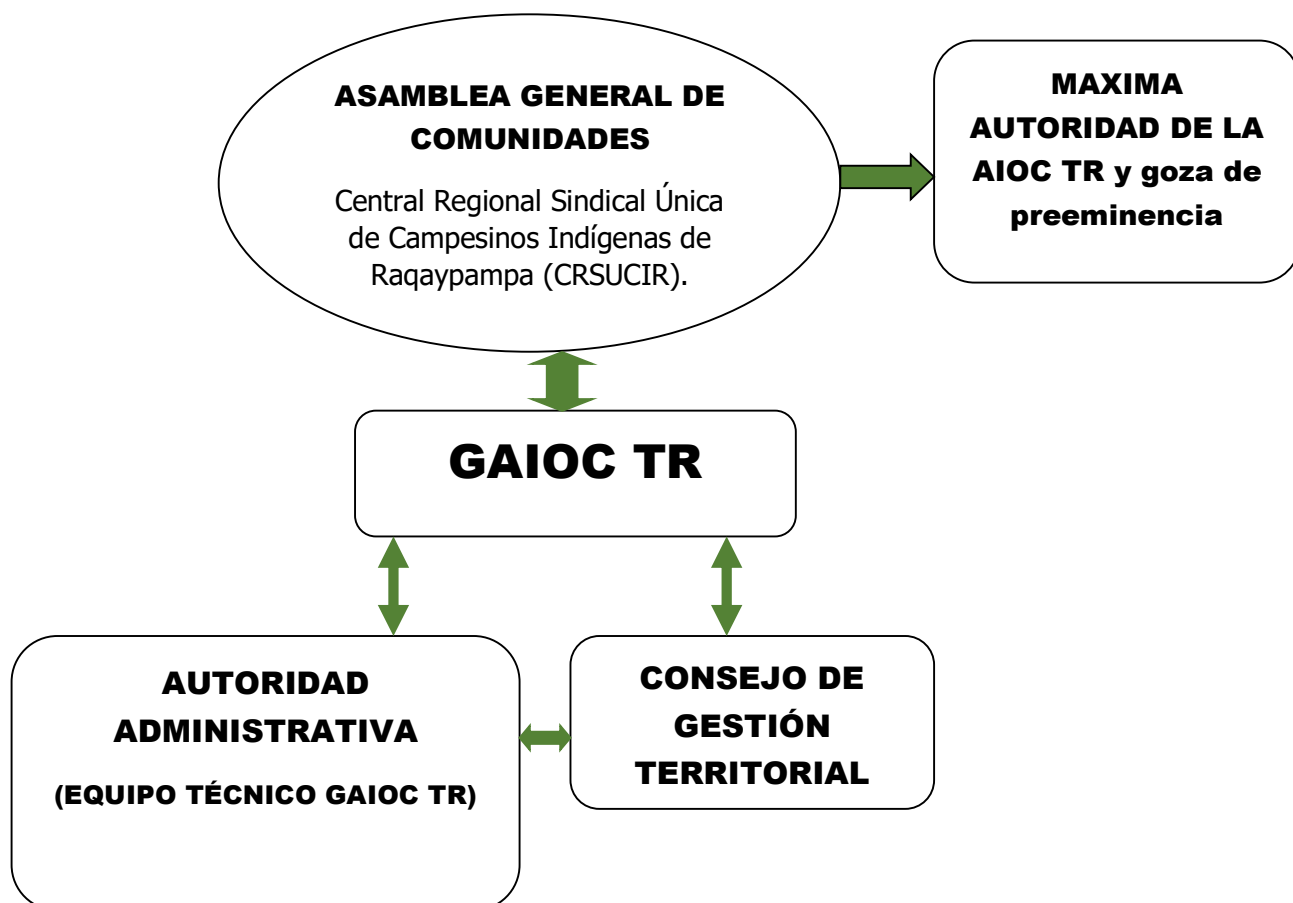 ASAMBLEA GENERAL DE
COMUNIDADES
Central Regional Sindical Única
de Campesinos Indígenas de
Raqaypampa (CRSUCIR).
MAXIMA
AUTORIDAD DE LA
AIOC TR y goza de
preeminencia
GAIOC TR
AUTORIDAD
ADMINISTRATIVA
(EQUIPO TÉCNICO GAIOC TR)
CONSEJO DE
GESTIÓN
TERRITORIAL